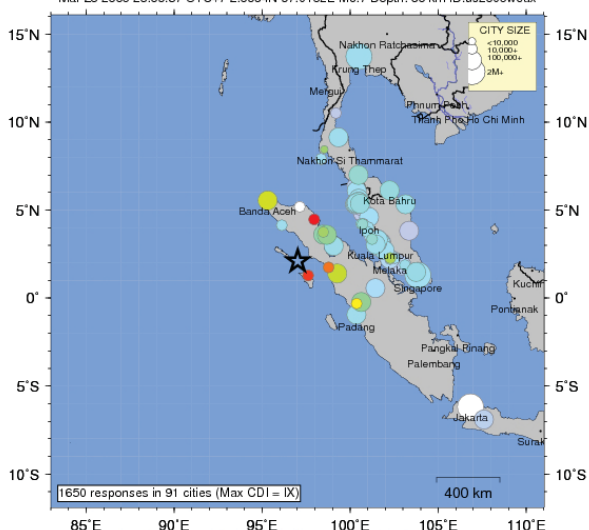 15°N
10°N
5°N
0°
5°S
10°S
15°N
10°N
5°N
0°
5°S
10°S
85°E
90°E
95°E
100°E
105°E
110°E
CITY SIZE
<10,000
10,000+
100,000+
2M+
Nakhon Ratchasima
Krung Thep
Mergui
Phnum Penh
Thanh Pho Ho Chi Minh
Nakhon Si Thammarat
Kota Bahru
Banda Aceh
Ipoh
Kuala Lumpur
Melaka
Singapore
Kuchin
Pontianak
Padang
Pangkal Pinang
Palembang
Jakarta
Surak
1650 responses in 91 cities (Max CDI = IX)
400 km